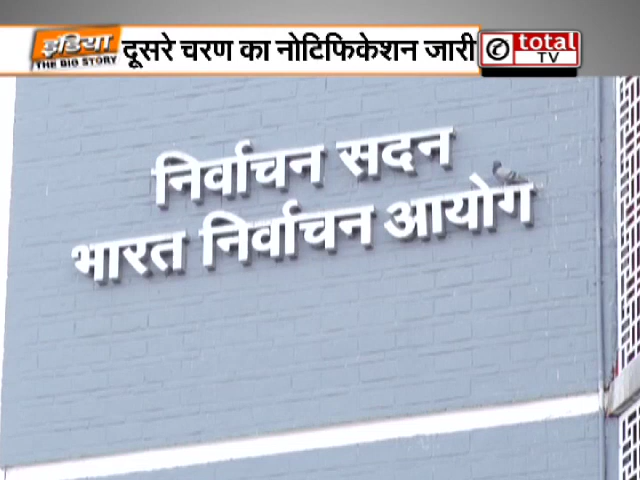 इंडिया
THE BIG STORY
दूसरे चरण का नोटिफिकेशन जारी
© total
TV
निर्वाचन सदन
भारत निर्वाचन आयोग